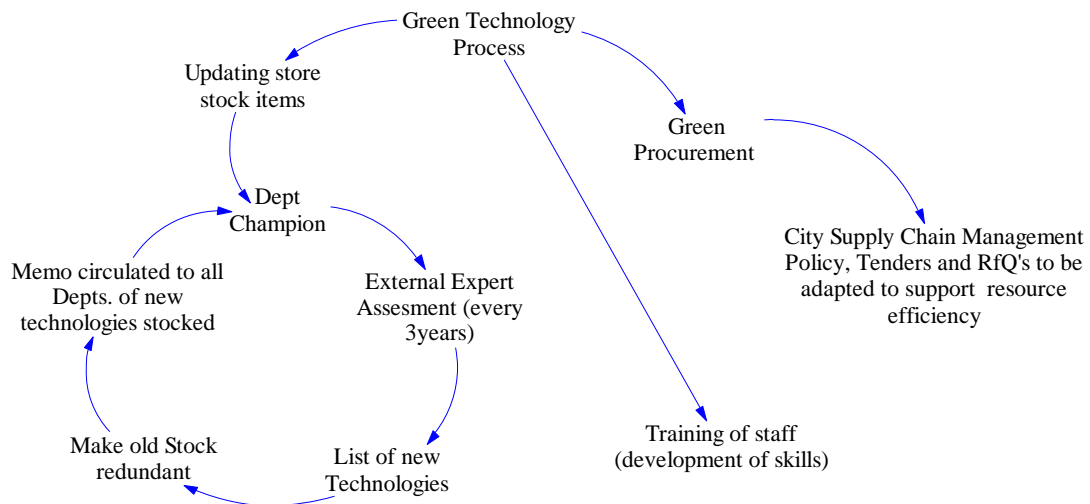 Green Technology
Process
Updating store
stock items
Green
Procurement
Dept
Champion
City Supply Chain Management
Policy, Tenders and RfQ's to be
adapted to support resource
efficiency
Memo circulated to all
Depts. of new
technologies stocked
External Expert
Assesment (every
3years)
Make old Stock
redundant
List of new
Technologies
Training of staff
(development of skills)